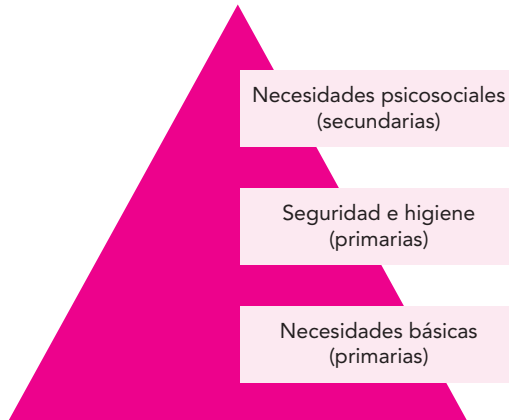 Necesidades psicosociales
(secundarias)
Seguridad e higiene
(primarias)
Necesidades básicas
(primarias)